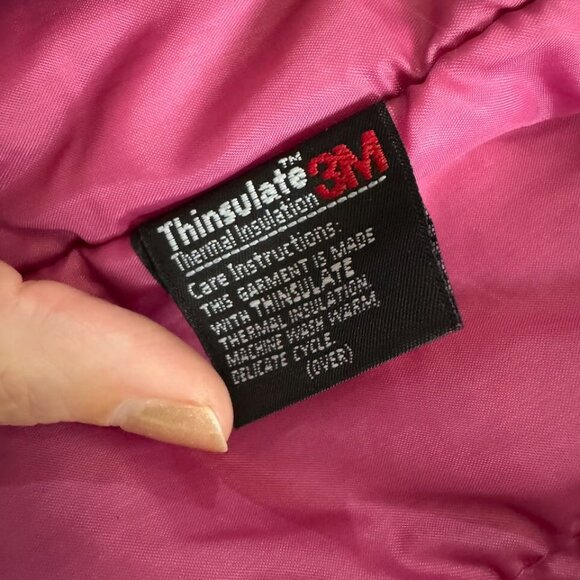 Thinsulate™ 3M
Thermal Insulation
Care Instructions:
THIS GARMENT IS MADE
WITH THINSULATE
THERMAL INSULATION
MACHINE WASH WARM,
DELICATE CYCLE.
(OVER)